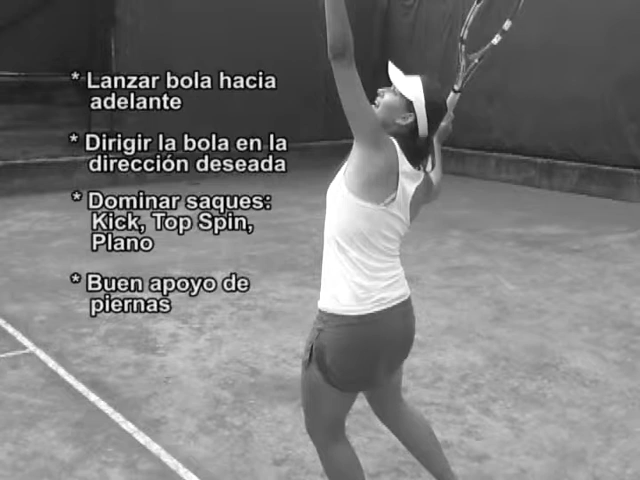 * Lanzar bola hacia
adelante
* Dirigir la bola en la
dirección deseada
* Dominar saques:
Kick, Top Spin,
Plano
* Buen apoyo de
piernas